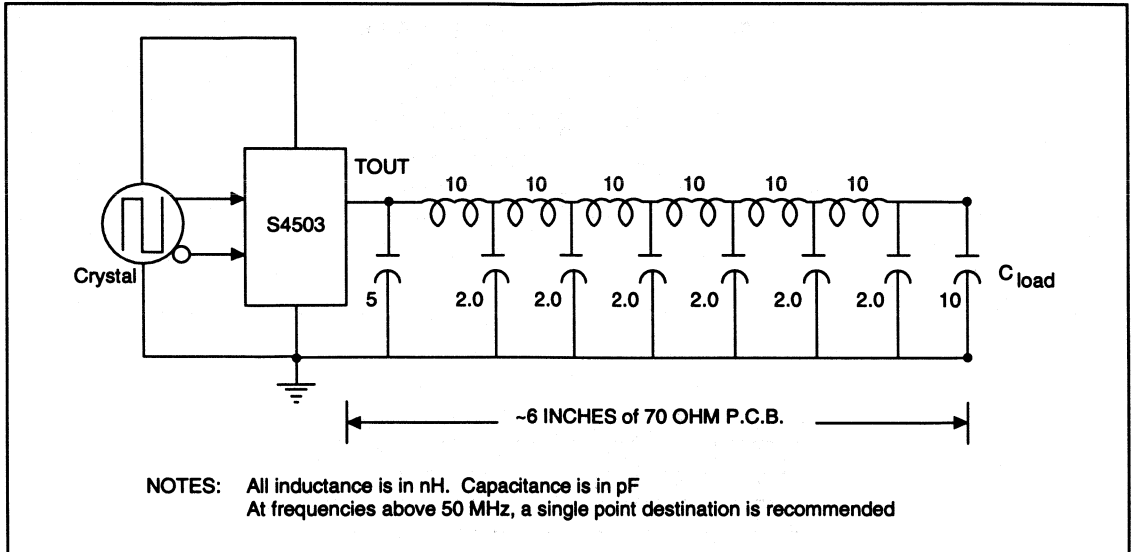 TOUT
10 10 10 10 10 10
S4503
Crystal
C load
5 2.0 2.0 2.0 2.0 2.0 2.0 10
~6 INCHES of 70 OHM P.C.B.
NOTES: All inductance is in nH. Capacitance is in pF
At frequencies above 50 MHz, a single point destination is recommended